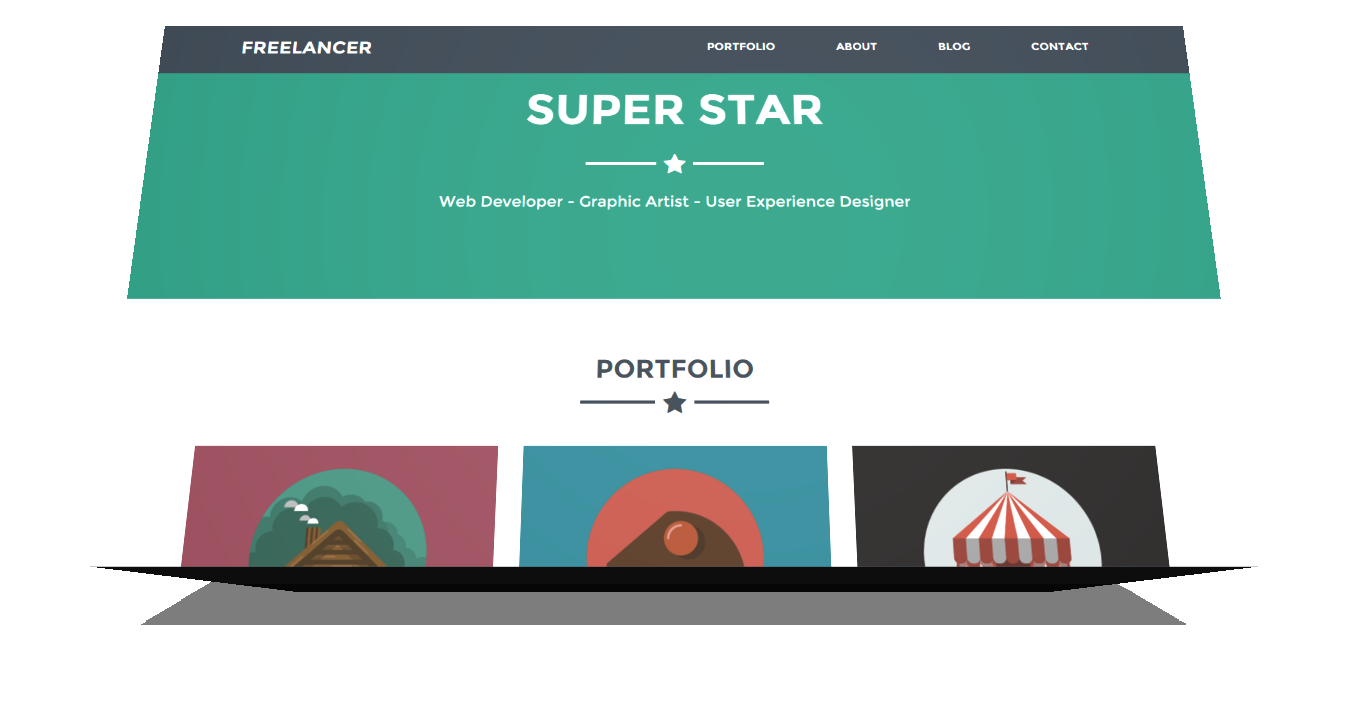 FREELANCER PORTFOLIO ABOUT BLOG CONTACT
SUPER STAR
Web Developer - Graphic Artist - User Experience Designer
PORTFOLIO